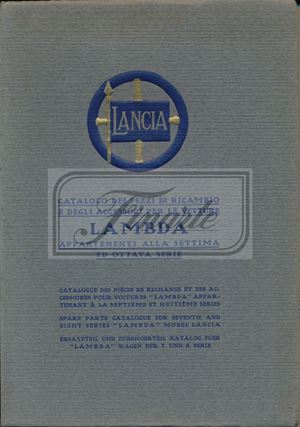 LANCIA
CATALOGO DEI PEZZI DI RICAMBIO
E DEGLI ACCESSORI PER LE VETTURE
LAMBDA
APPARTENENTI ALLA SETTIMA
ED OTTAVA SERIE
CATALOGUE DES PIÈCES DE RECHANGE ET DES AC-
CESSOIRES POUR VOITURES "LAMBDA" APPAR-
TENANT À LA SEPTIÈME ET HUITIÈME SERIES
SPARE PARTS CATALOGUE FOR SEVENTH AND
EIGHT SERIES "LAMBDA" MODEL LANCIA
ERSATZTEIL UND ZUBEHOERTEIL KATALOG FUER
"LAMBDA" WAGEN DER 7. UND 8. SERIE